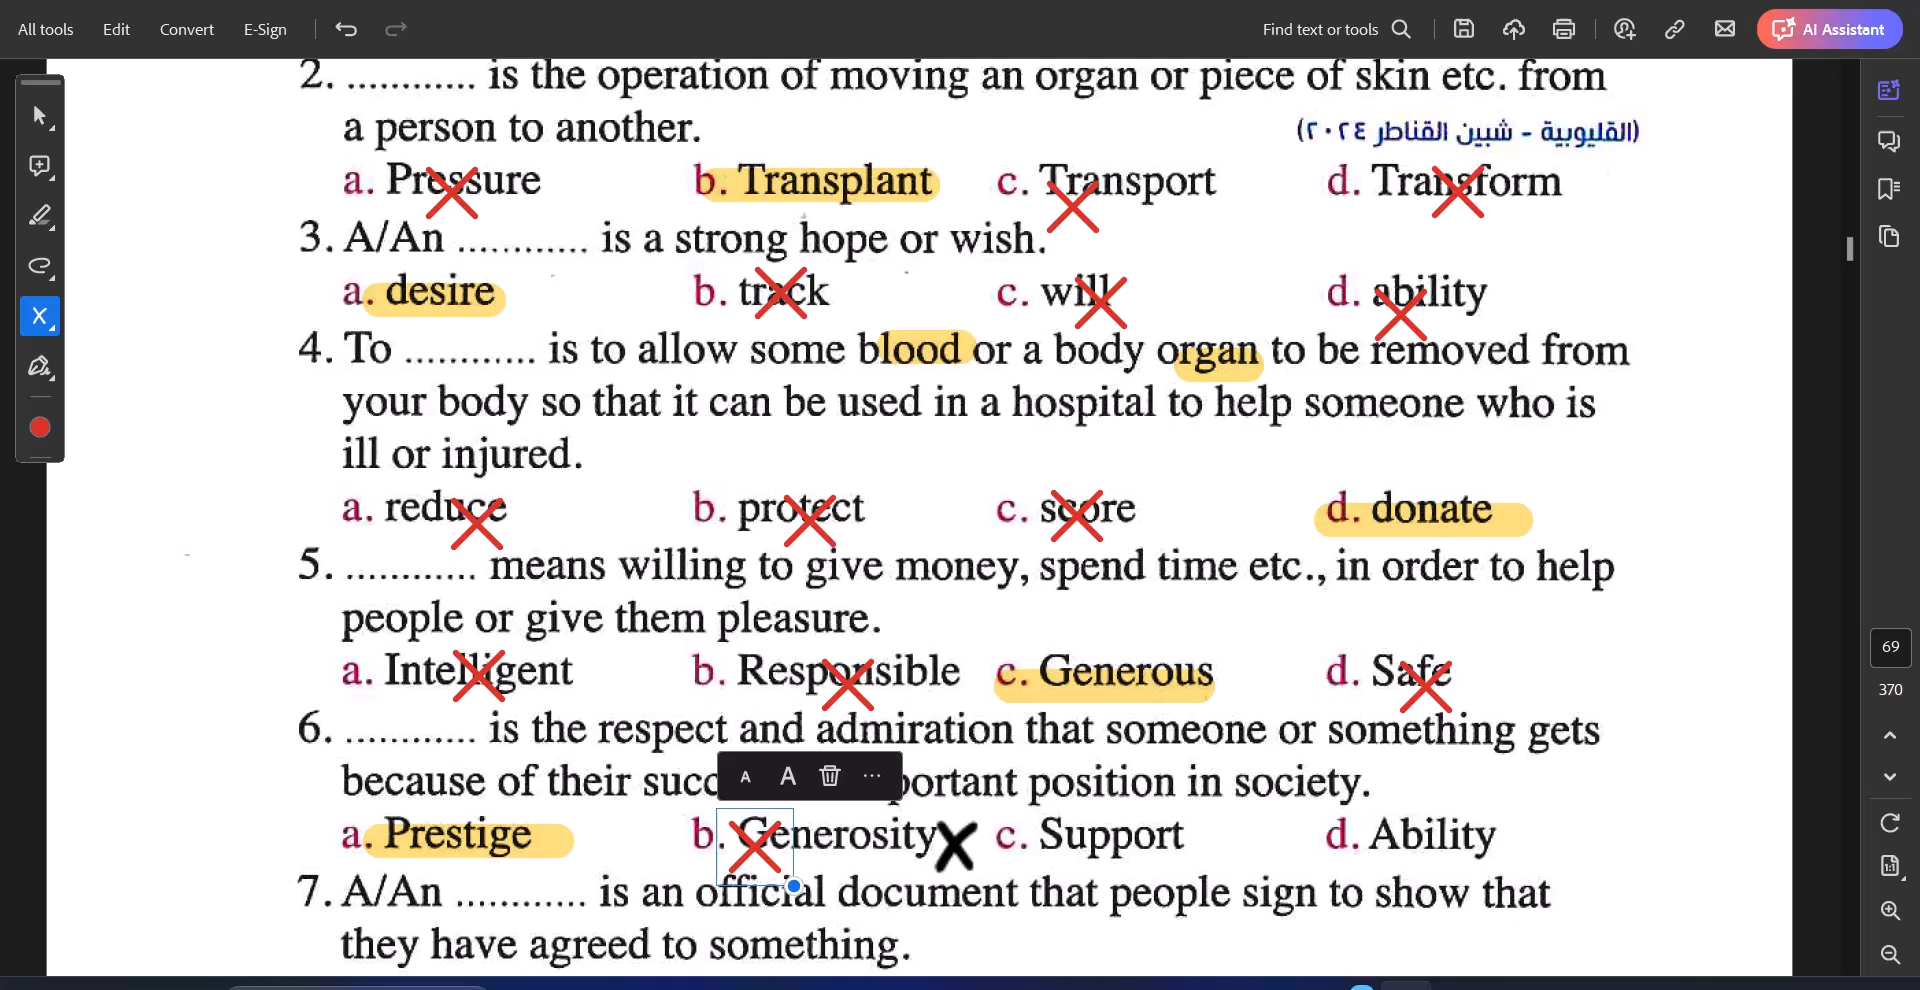 All tools Edit Convert E-Sign Find text or tools AI Assistant
2. ............ is the operation of moving an organ or piece of skin etc. from
a person to another. (القليوبية - شبين القناطر ٢٠٢٤)
a. Pressure b. Transplant c. Transport d. Transform
3. A/An ............ is a strong hope or wish.
a. desire b. track c. will d. ability
4. To ............ is to allow some blood or a body organ to be removed from
your body so that it can be used in a hospital to help someone who is
ill or injured.
a. reduce b. protect c. score d. donate
5. ............ means willing to give money, spend time etc., in order to help
people or give them pleasure.
a. Intelligent b. Responsible c. Generous d. Safe
69
370
6. ............ is the respect and admiration that someone or something gets
because of their succ portant position in society.
A A ...
a. Prestige b. Generosity c. Support d. Ability
7. A/An ............ is an official document that people sign to show that
they have agreed to something.